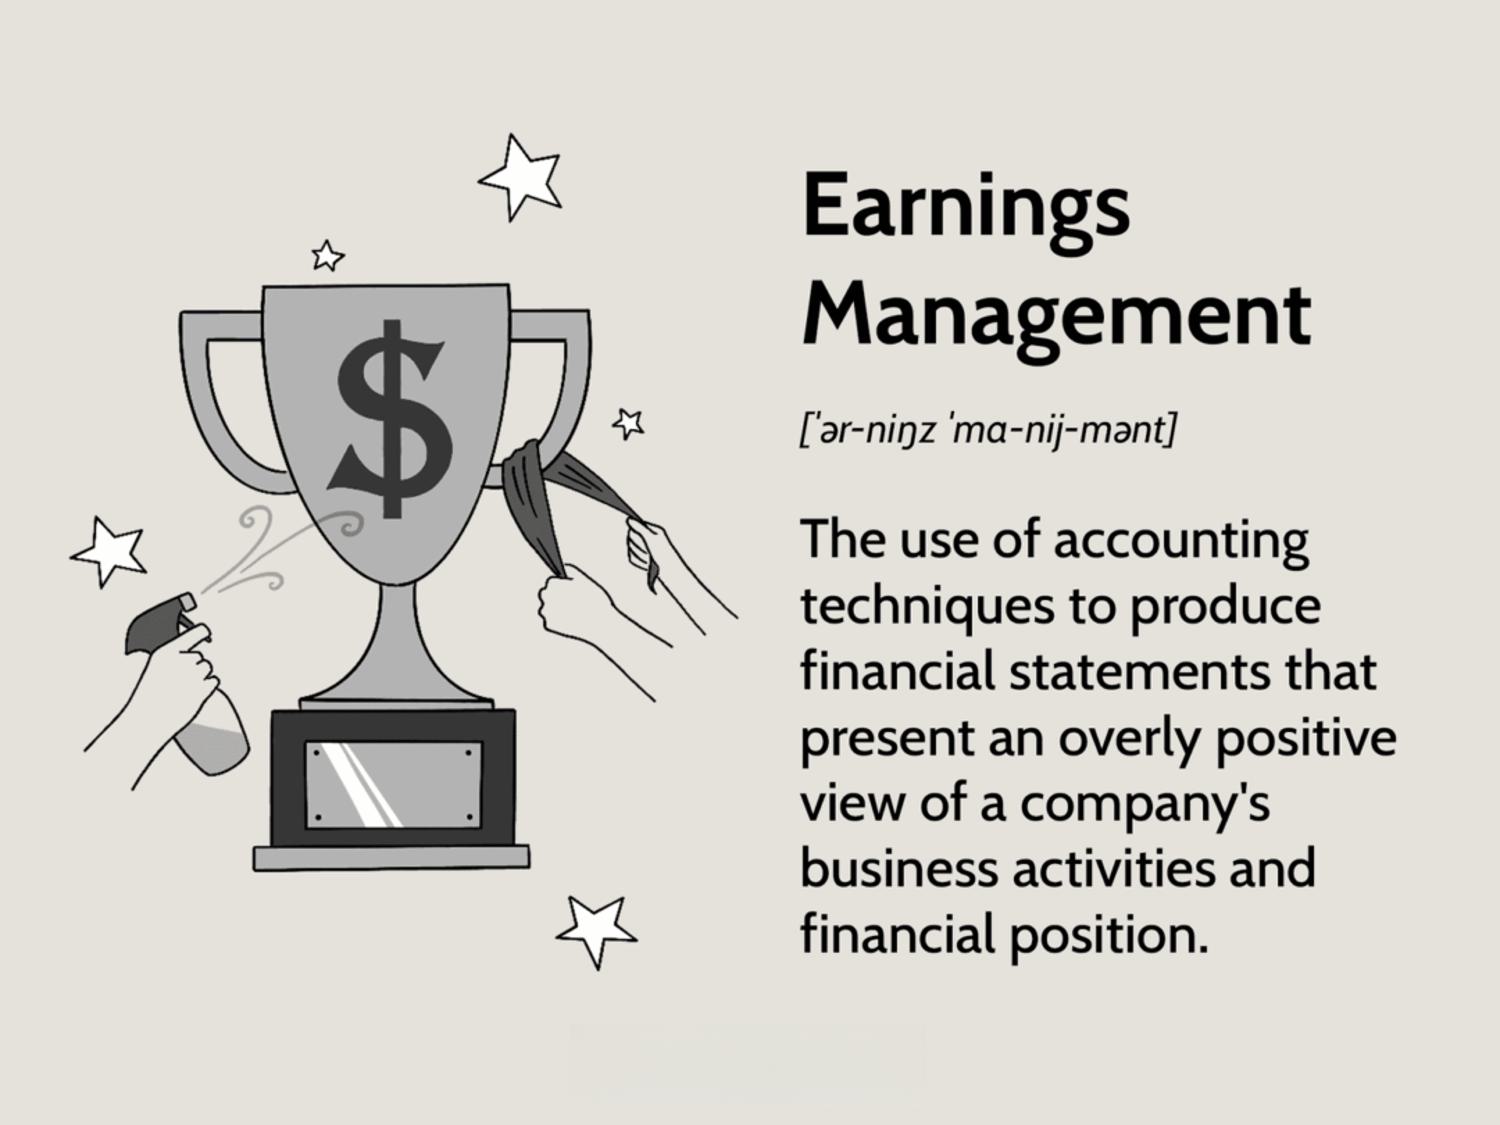 $
Earnings
Management
[ˈər-niŋz ˈma-nij-mənt]
The use of accounting
techniques to produce
financial statements that
present an overly positive
view of a company's
business activities and
financial position.